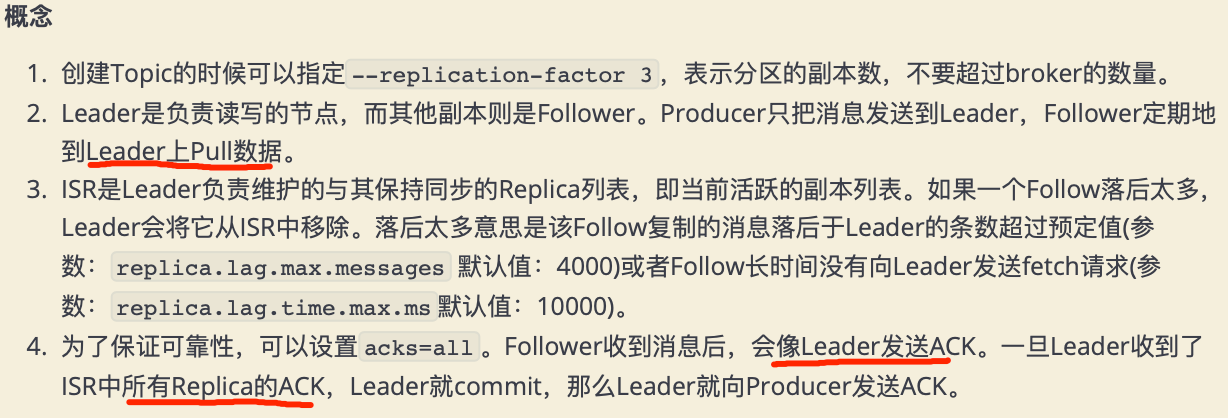 概念
1. 创建Topic的时候可以指定--replication-factor 3，表示分区的副本数，不要超过broker的数量。
2. Leader是负责读写的节点，而其他副本则是Follower。Producer只把消息发送到Leader，Follower定期地
到Leader上Pull数据。
3. ISR是Leader负责维护的与其保持同步的Replica列表，即当前活跃的副本列表。如果一个Follow落后太多，
Leader会将它从ISR中移除。落后太多意思是该Follow复制的消息落后于Leader的条数超过预定值(参
数：replica.lag.max.messages 默认值：4000)或者Follow长时间没有向Leader发送fetch请求(参
数：replica.lag.time.max.ms默认值：10000)。
4. 为了保证可靠性，可以设置acks=all。Follower收到消息后，会像Leader发送ACK。一旦Leader收到了
ISR中所有Replica的ACK，Leader就commit，那么Leader就向Producer发送ACK。